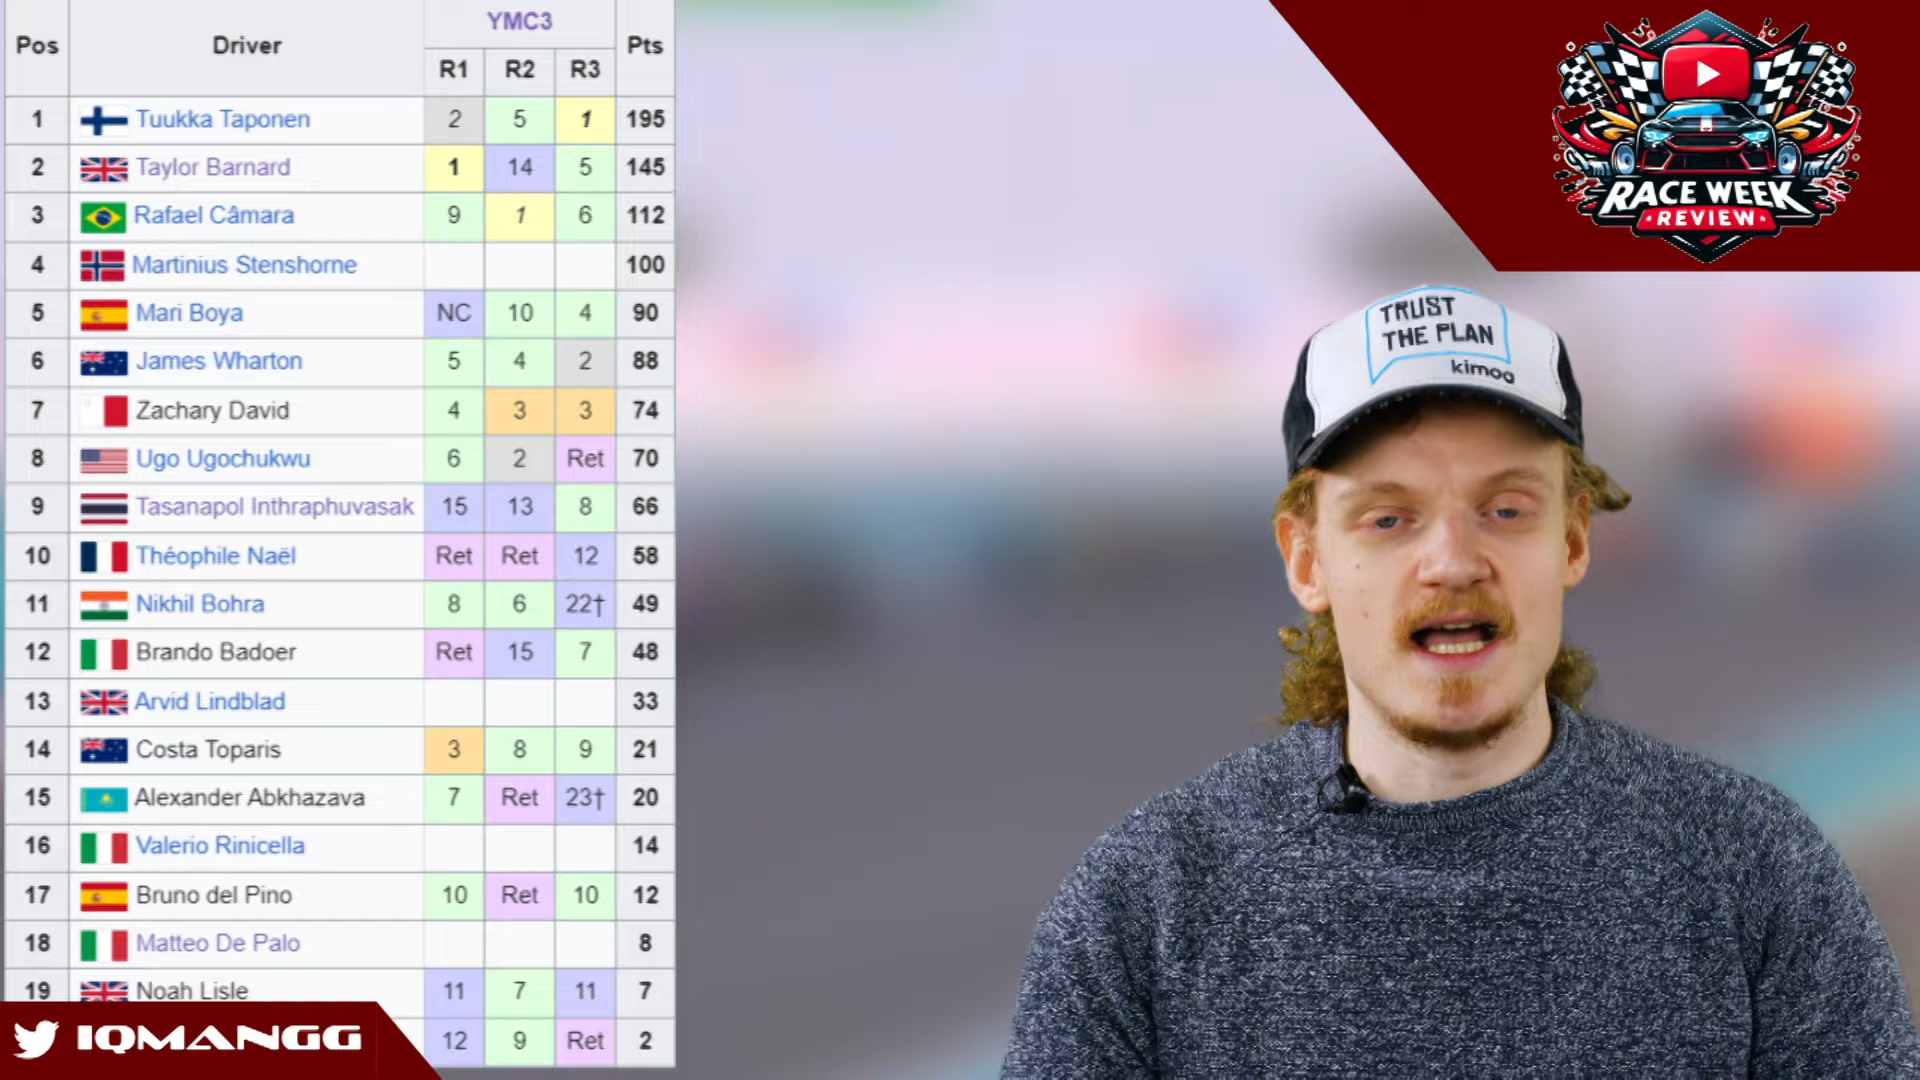 Pos Driver YMC3 Pts
R1 R2 R3
1 Tuukka Taponen 2 5 1 195
2 Taylor Barnard 1 14 5 145
3 Rafael Câmara 9 1 6 112
4 Martinius Stenshorne 100
5 Mari Boya NC 10 4 90
6 James Wharton 5 4 2 88
7 Zachary David 4 3 3 74
8 Ugo Ugochukwu 6 2 Ret 70
9 Tasanapol Inthraphuvasak 15 13 8 66
10 Théophile Naël Ret Ret 12 58
11 Nikhil Bohra 8 6 22† 49
12 Brando Badoer Ret 15 7 48
13 Arvid Lindblad 33
14 Costa Toparis 3 8 9 21
15 Alexander Abkhazava 7 Ret 23† 20
16 Valerio Rinicella 14
17 Bruno del Pino 10 Ret 10 12
18 Matteo De Palo 8
19 Noah Lisle 11 7 11 7
12 9 Ret 2
IQMANGG
RACE WEEK
REVIEW
TRUST
THE PLAN
kimoa